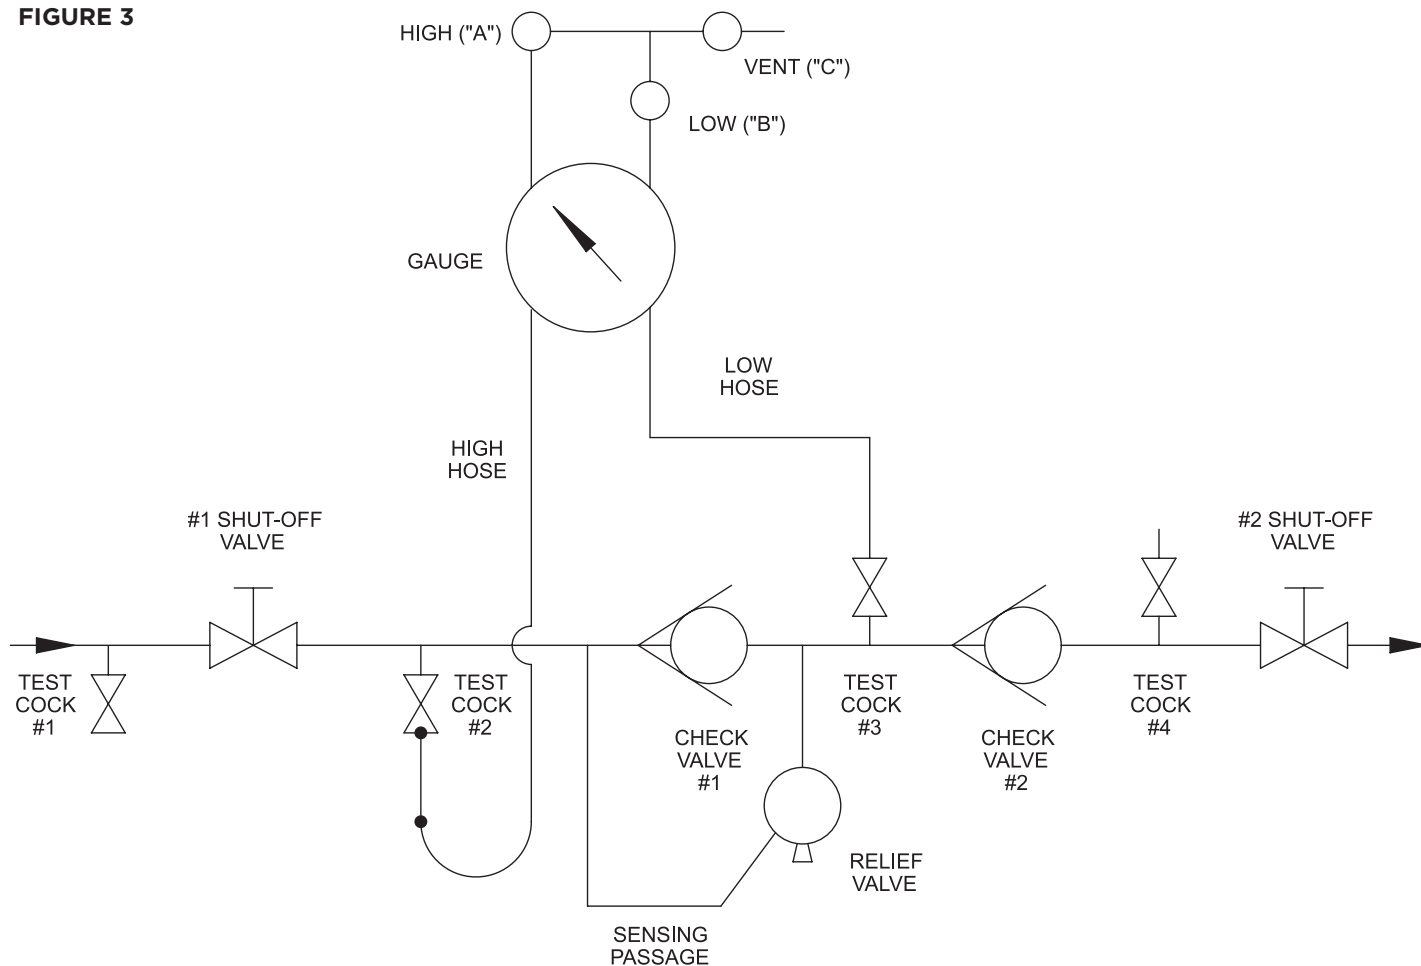 FIGURE 3
HIGH ("A")
VENT ("C")
LOW ("B")
GAUGE
LOW
HOSE
HIGH
HOSE
#1 SHUT-OFF
VALVE
#2 SHUT-OFF
VALVE
TEST
COCK
#1
TEST
COCK
#2
CHECK
VALVE
#1
TEST
COCK
#3
CHECK
VALVE
#2
TEST
COCK
#4
RELIEF
VALVE
SENSING
PASSAGE